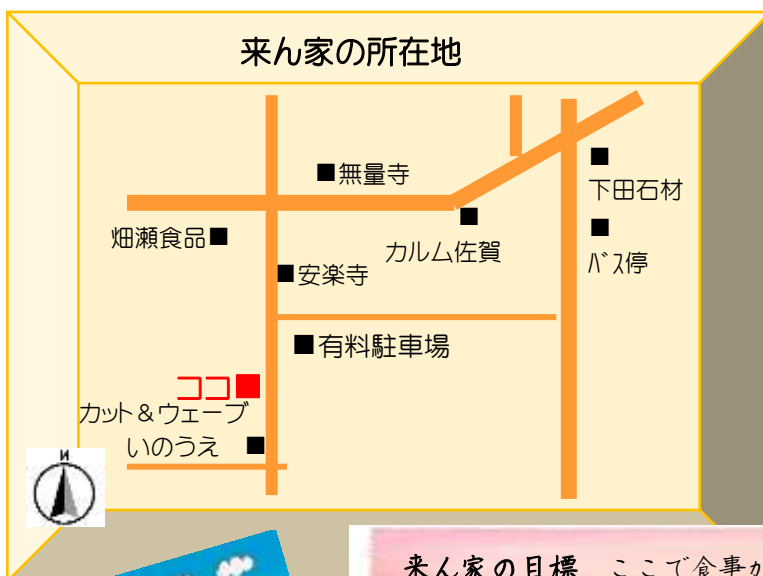 来ん家の所在地
■無量寺
■
下田石材
畑瀬食品■
■
カルム佐賀
■
バス停
■安楽寺
■有料駐車場
ココ■
カット&ウェーブ
いのうえ ■
N
来ん家の目標 ここで食事が